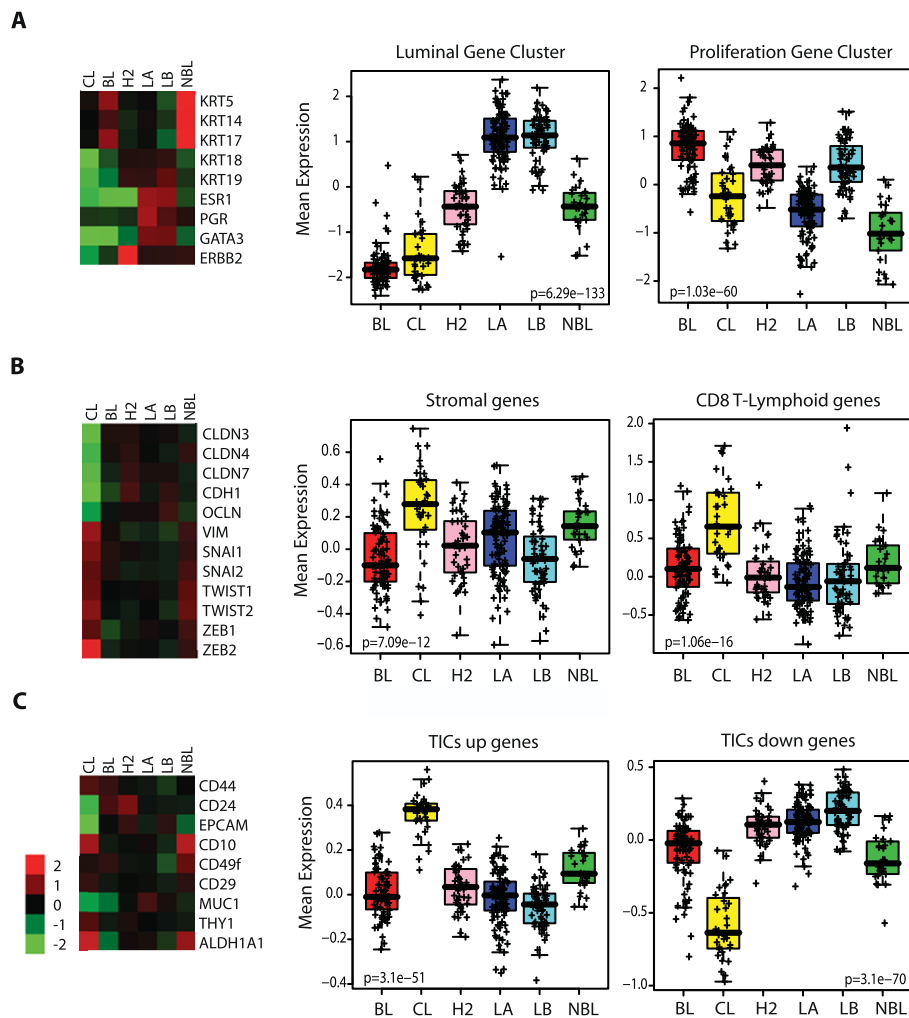 A
CL BL H2 LA LB NBL
KRT5
KRT14
KRT17
KRT18
KRT19
ESR1
PGR
GATA3
ERBB2
Luminal Gene Cluster
Mean Expression
2
1
0
−1
−2
p=6.29e−133
BL CL H2 LA LB NBL
Proliferation Gene Cluster
2
1
0
−1
−2
p=1.03e−60
BL CL H2 LA LB NBL
B
CL BL H2 LA LB NBL
CLDN3
CLDN4
CLDN7
CDH1
OCLN
VIM
SNAI1
SNAI2
TWIST1
TWIST2
ZEB1
ZEB2
Stromal genes
Mean Expression
0.6
0.4
0.2
0.0
−0.2
−0.4
−0.6
p=7.09e−12
BL CL H2 LA LB NBL
CD8 T-Lymphoid genes
2.0
1.5
1.0
0.5
0.0
−0.5
p=1.06e−16
BL CL H2 LA LB NBL
C
CL BL H2 LA LB NBL
CD44
CD24
EPCAM
CD10
CD49f
CD29
MUC1
THY1
ALDH1A1
2
1
0
-1
-2
TICs up genes
Mean Expression
0.4
0.2
0.0
−0.2
−0.4
p=3.1e−51
BL CL H2 LA LB NBL
TICs down genes
0.5
0.0
−0.5
−1.0
p=3.1e−70
BL CL H2 LA LB NBL